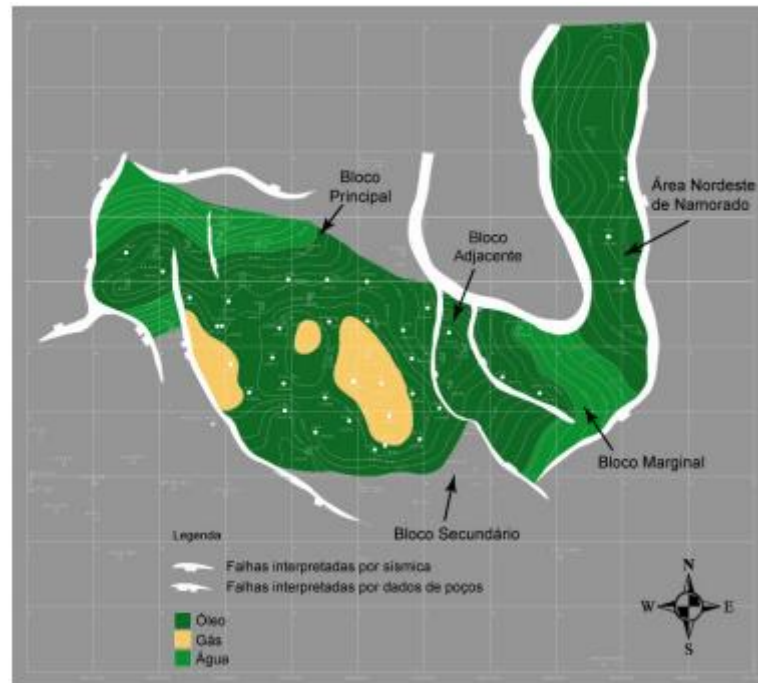 Bloco
Principal
Área Nordeste
de Namorado
Bloco
Adjacente
Bloco Marginal
Bloco Secundário
Legenda
Falhas interpretadas por sísmica
Falhas interpretadas por dados de poços
Óleo
Gás
Água
N
W
E
S